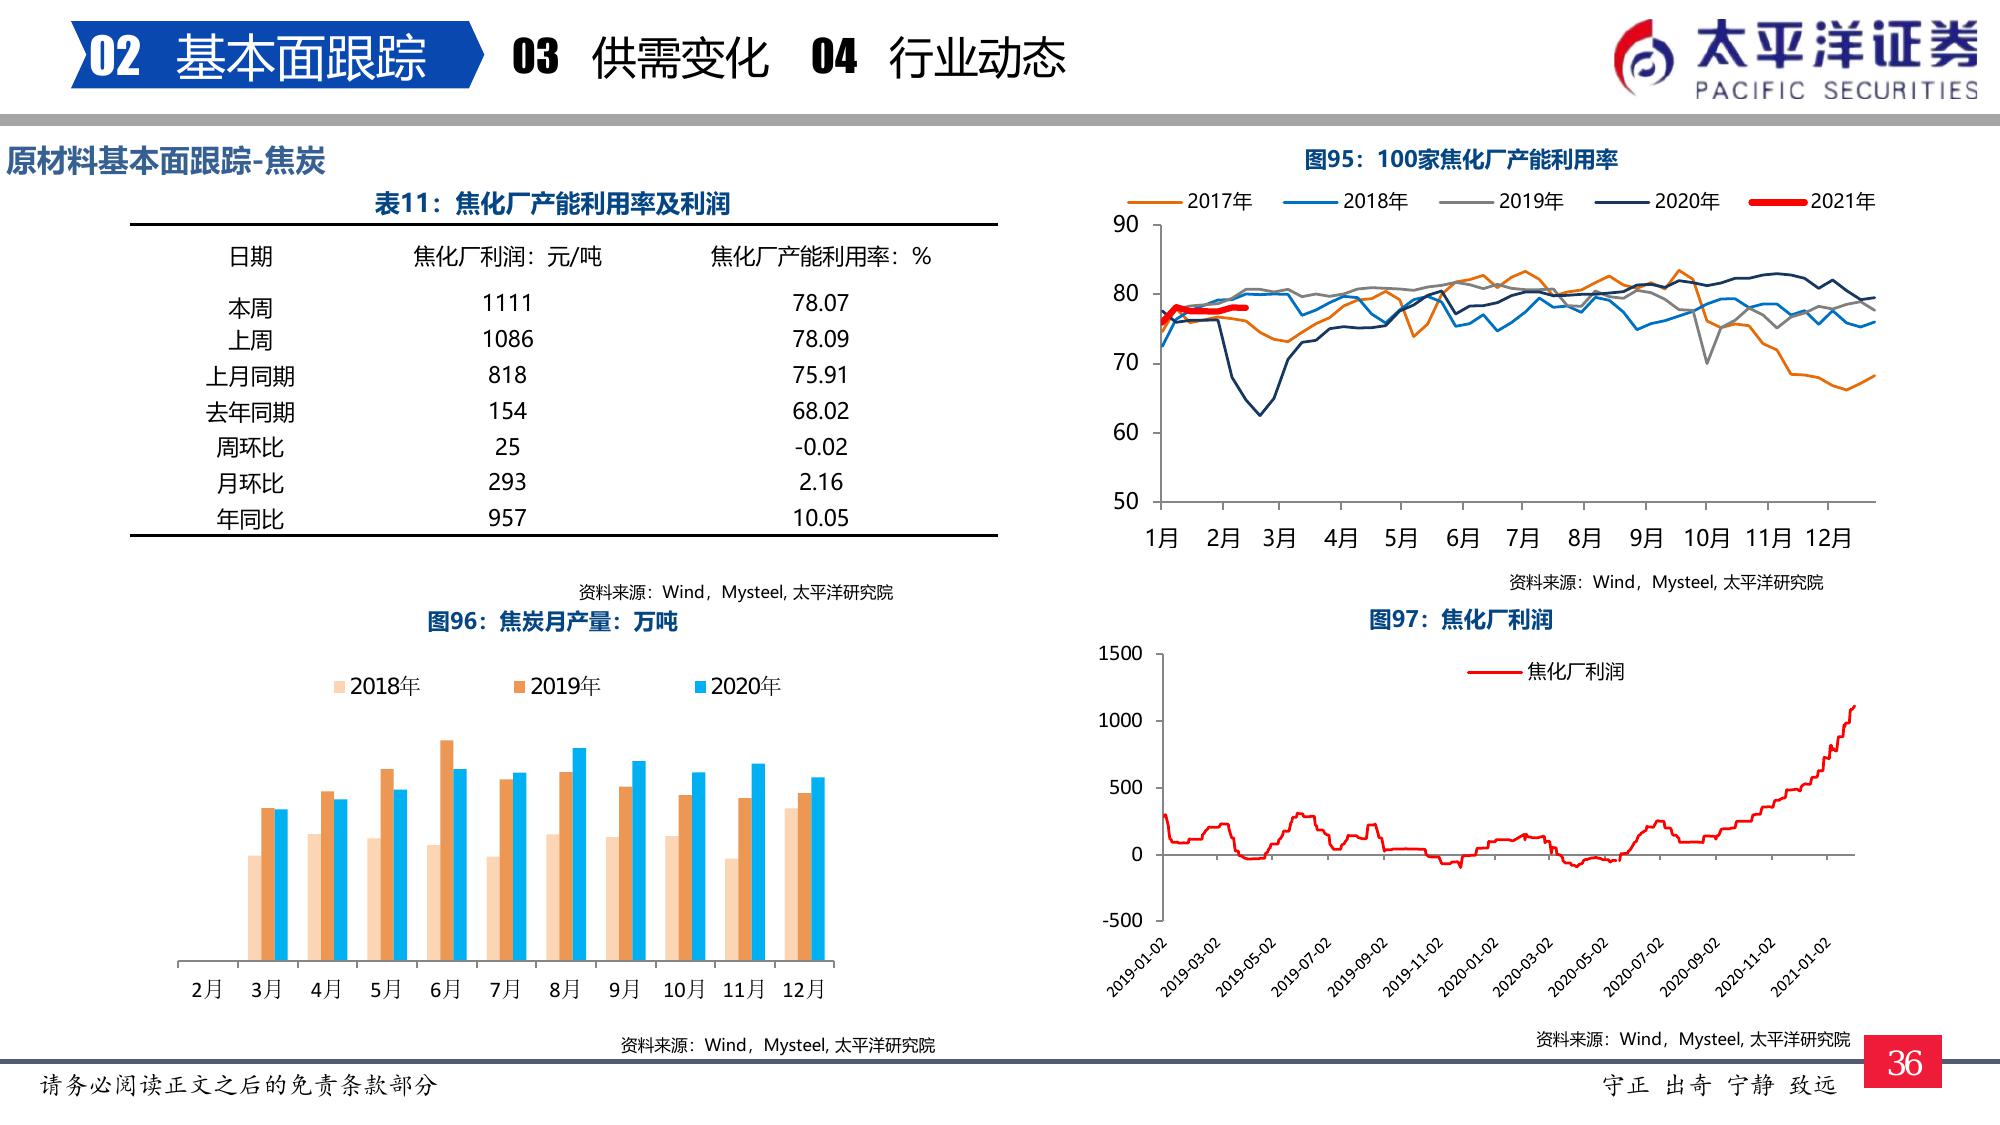 02 基本面跟踪 03 供需变化 04 行业动态
太平洋证券
PACIFIC SECURITIES
原材料基本面跟踪-焦炭
表11：焦化厂产能利用率及利润
日期 焦化厂利润：元/吨 焦化厂产能利用率：%
本周 1111 78.07
上周 1086 78.09
上月同期 818 75.91
去年同期 154 68.02
周环比 25 -0.02
月环比 293 2.16
年同比 957 10.05
资料来源：Wind，Mysteel, 太平洋研究院
图95：100家焦化厂产能利用率
2017年 2018年 2019年 2020年 2021年
90
80
70
60
50
1月 2月 3月 4月 5月 6月 7月 8月 9月 10月 11月 12月
资料来源：Wind，Mysteel, 太平洋研究院
图96：焦炭月产量：万吨
2018年 2019年 2020年
2月 3月 4月 5月 6月 7月 8月 9月 10月 11月 12月
资料来源：Wind，Mysteel, 太平洋研究院
图97：焦化厂利润
焦化厂利润
1500
1000
500
0
-500
2019-01-02 2019-03-02 2019-05-02 2019-07-02 2019-09-02 2019-11-02 2020-01-02 2020-03-02 2020-05-02 2020-07-02 2020-09-02 2020-11-02 2021-01-02
资料来源：Wind，Mysteel, 太平洋研究院
请务必阅读正文之后的免责条款部分
守正 出奇 宁静 致远
36